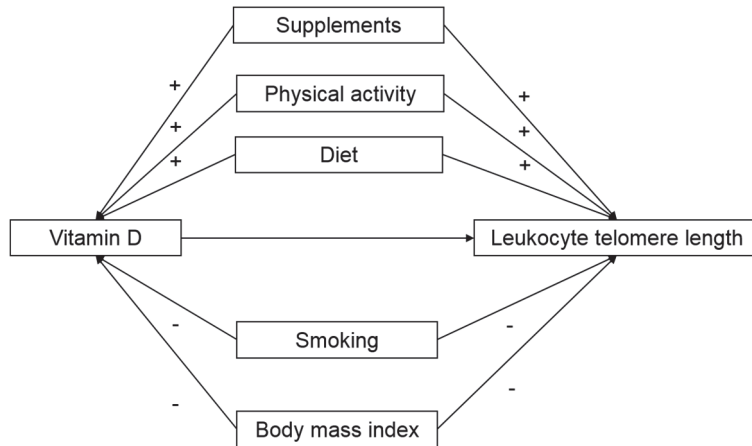 Supplements
+
+
Physical activity
+
+
+
Diet
+
Vitamin D
Leukocyte telomere length
-
Smoking
-
-
Body mass index
-